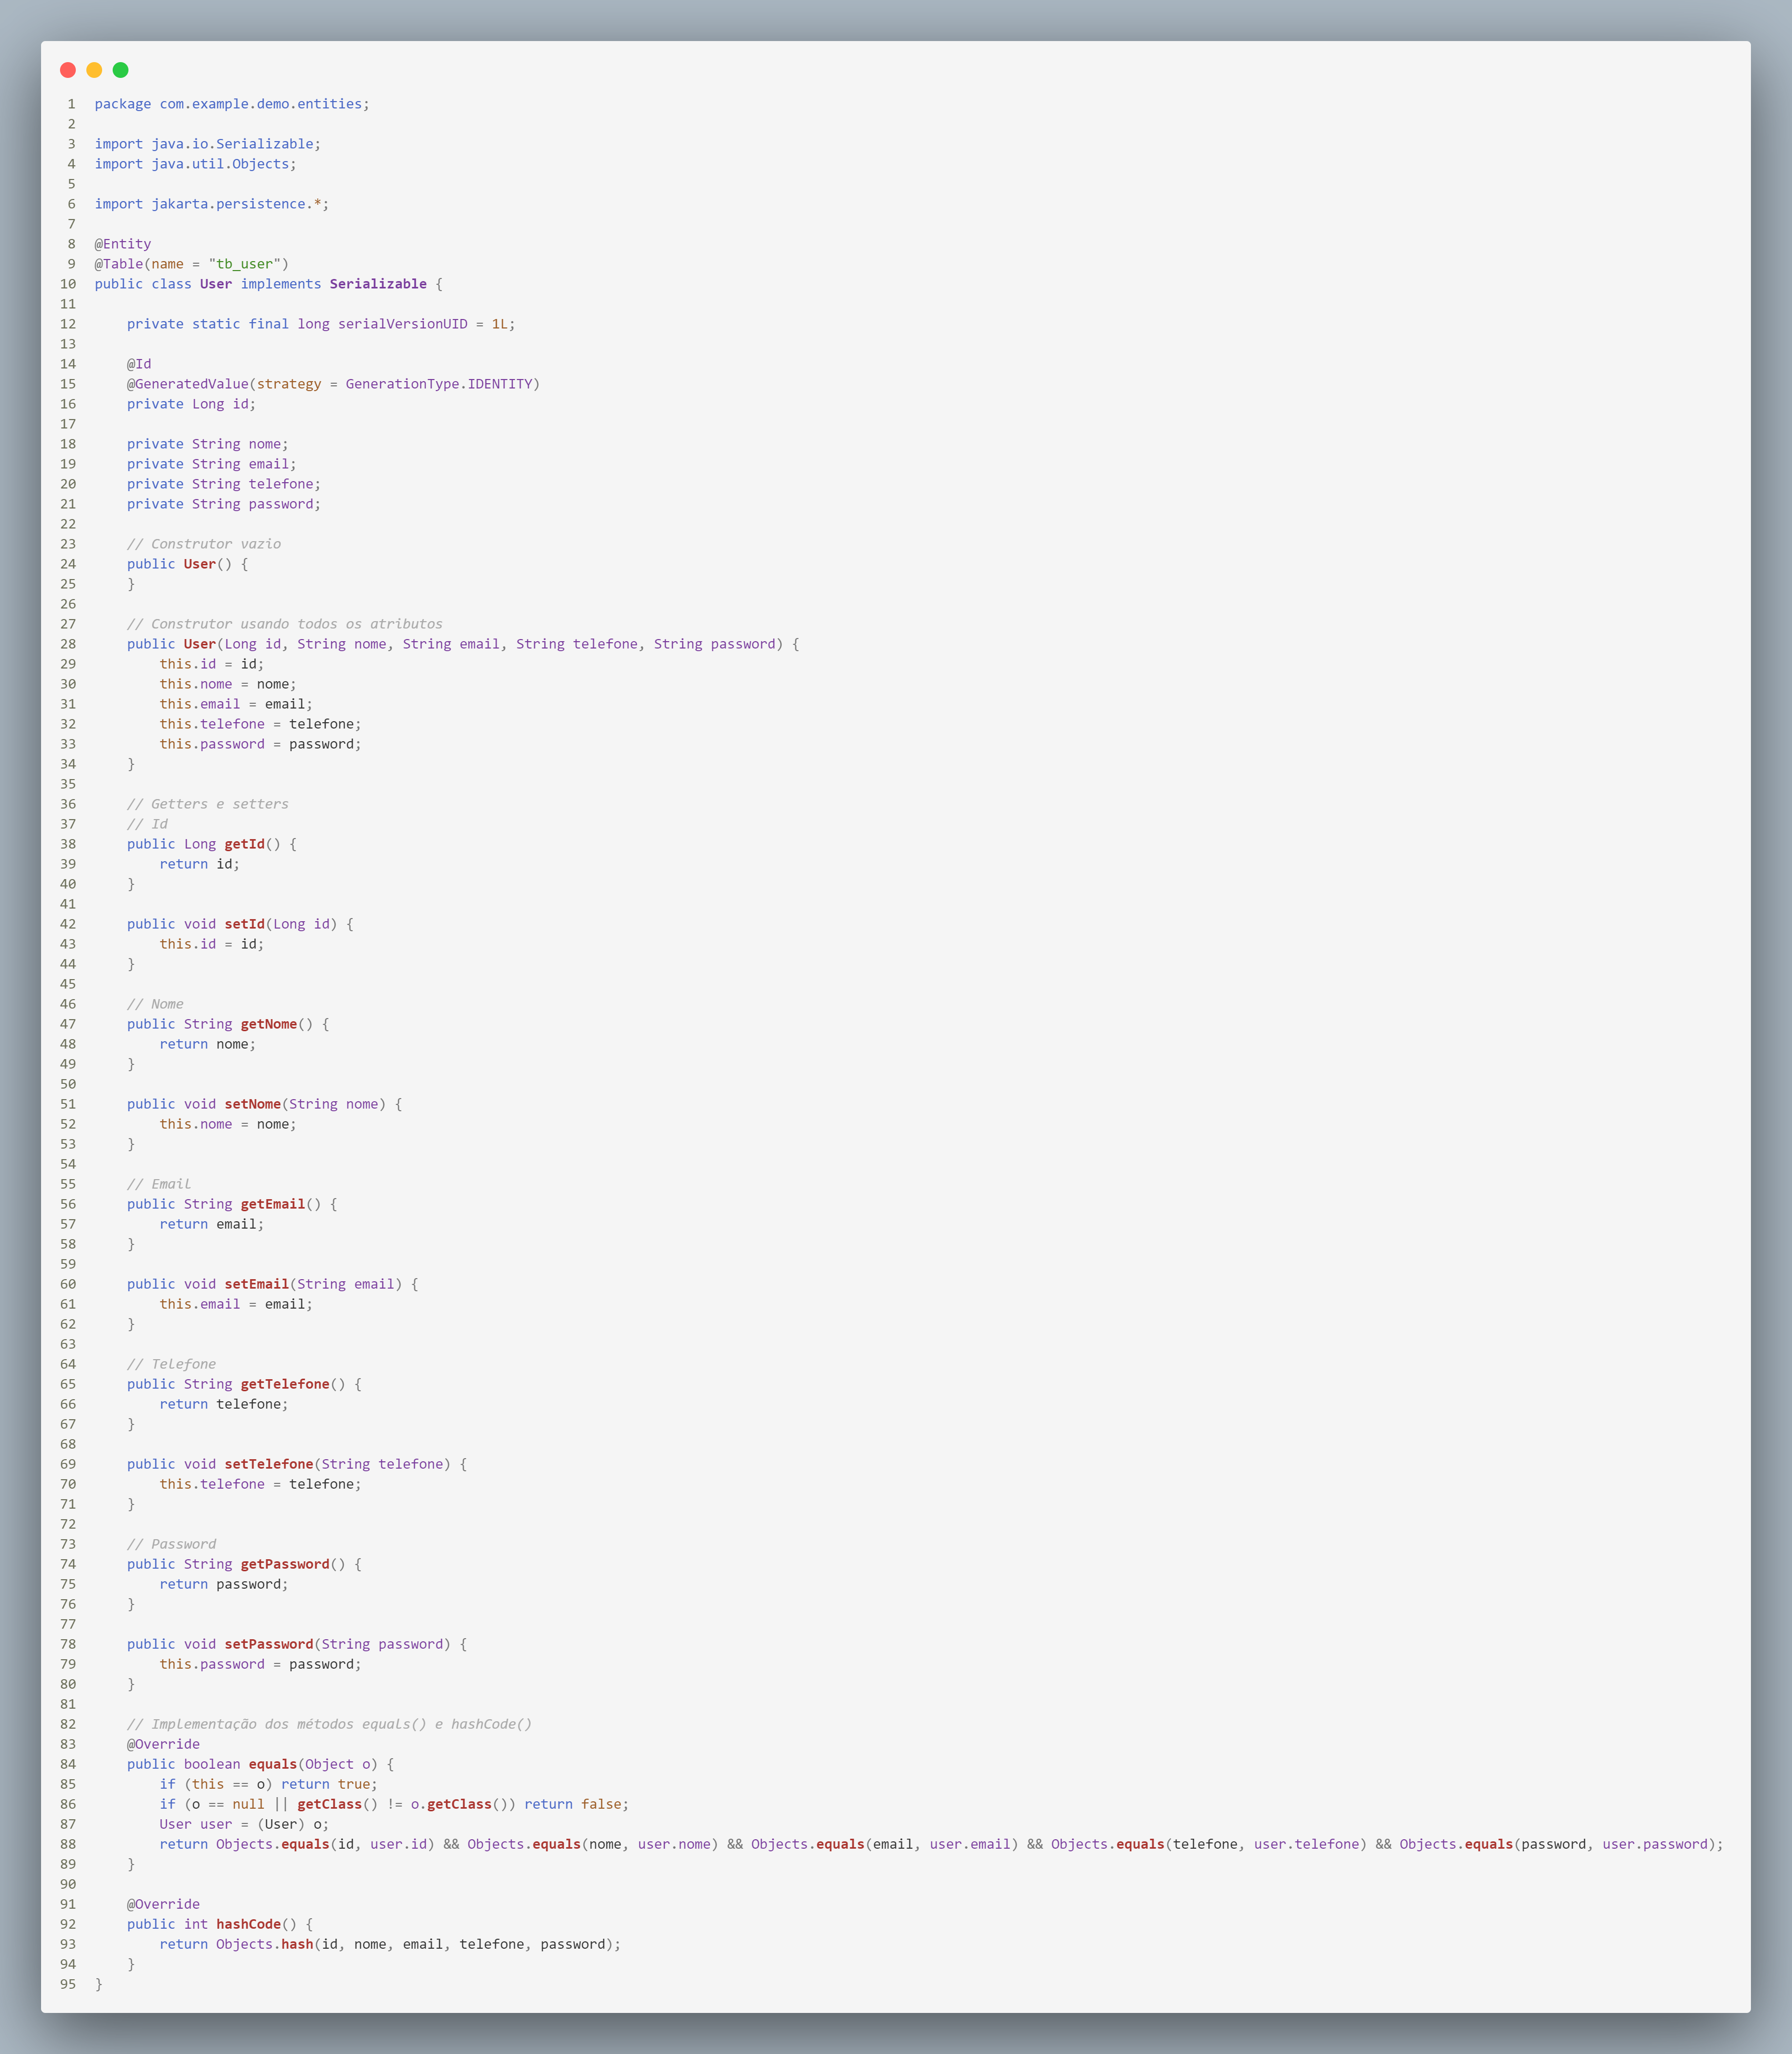 1 package com.example.demo.entities;
2
3 import java.io.Serializable;
4 import java.util.Objects;
5
6 import jakarta.persistence.*;
7
8 @Entity
9 @Table(name = "tb_user")
10 public class User implements Serializable {
11
12     private static final long serialVersionUID = 1L;
13
14     @Id
15     @GeneratedValue(strategy = GenerationType.IDENTITY)
16     private Long id;
17
18     private String nome;
19     private String email;
20     private String telefone;
21     private String password;
22
23     // Construtor vazio
24     public User() {
25     }
26
27     // Construtor usando todos os atributos
28     public User(Long id, String nome, String email, String telefone, String password) {
29         this.id = id;
30         this.nome = nome;
31         this.email = email;
32         this.telefone = telefone;
33         this.password = password;
34     }
35
36     // Getters e setters
37     // Id
38     public Long getId() {
39         return id;
40     }
41
42     public void setId(Long id) {
43         this.id = id;
44     }
45
46     // Nome
47     public String getNome() {
48         return nome;
49     }
50
51     public void setNome(String nome) {
52         this.nome = nome;
53     }
54
55     // Email
56     public String getEmail() {
57         return email;
58     }
59
60     public void setEmail(String email) {
61         this.email = email;
62     }
63
64     // Telefone
65     public String getTelefone() {
66         return telefone;
67     }
68
69     public void setTelefone(String telefone) {
70         this.telefone = telefone;
71     }
72
73     // Password
74     public String getPassword() {
75         return password;
76     }
77
78     public void setPassword(String password) {
79         this.password = password;
80     }
81
82     // Implementação dos métodos equals() e hashCode()
83     @Override
84     public boolean equals(Object o) {
85         if (this == o) return true;
86         if (o == null || getClass() != o.getClass()) return false;
87         User user = (User) o;
88         return Objects.equals(id, user.id) && Objects.equals(nome, user.nome) && Objects.equals(email, user.email) && Objects.equals(telefone, user.telefone) && Objects.equals(password, user.password);
89     }
90
91     @Override
92     public int hashCode() {
93         return Objects.hash(id, nome, email, telefone, password);
94     }
95 }